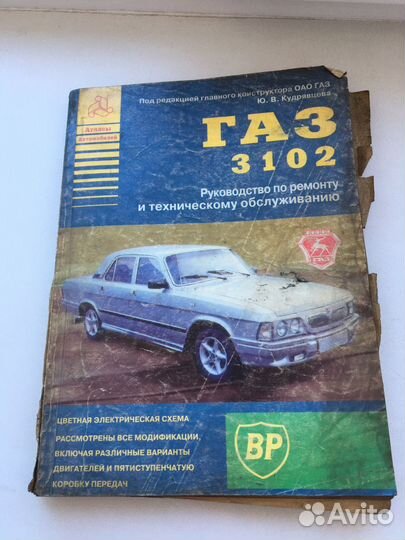 Под редакцией главного конструктора ОАО ГАЗ
Ю. В. Кудрявцева
Атласы
Автомобилей
ГАЗ
3102
Руководство по ремонту
и техническому обслуживанию
ГАЗ
ЦВЕТНАЯ ЭЛЕКТРИЧЕСКАЯ СХЕМА
РАССМОТРЕНЫ ВСЕ МОДИФИКАЦИИ,
ВКЛЮЧАЯ РАЗЛИЧНЫЕ ВАРИАНТЫ
ДВИГАТЕЛЕЙ И ПЯТИСТУПЕНЧАТУЮ
КОРОБКУ ПЕРЕДАЧ
BP
Avito